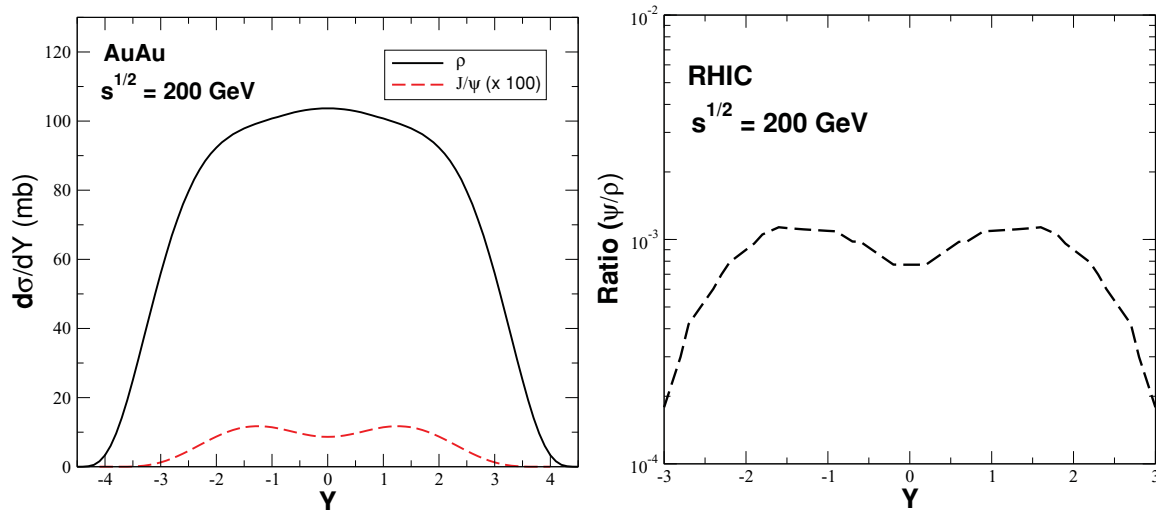 AuAu
s^{1/2} = 200 GeV
ρ
J/ψ (x 100)
dσ/dY (mb)
120
100
80
60
40
20
0
-4 -3 -2 -1 0 1 2 3 4
Y
RHIC
s^{1/2} = 200 GeV
Ratio (ψ/ρ)
10^{-2}
10^{-3}
10^{-4}
-3 -2 -1 0 1 2 3
Y